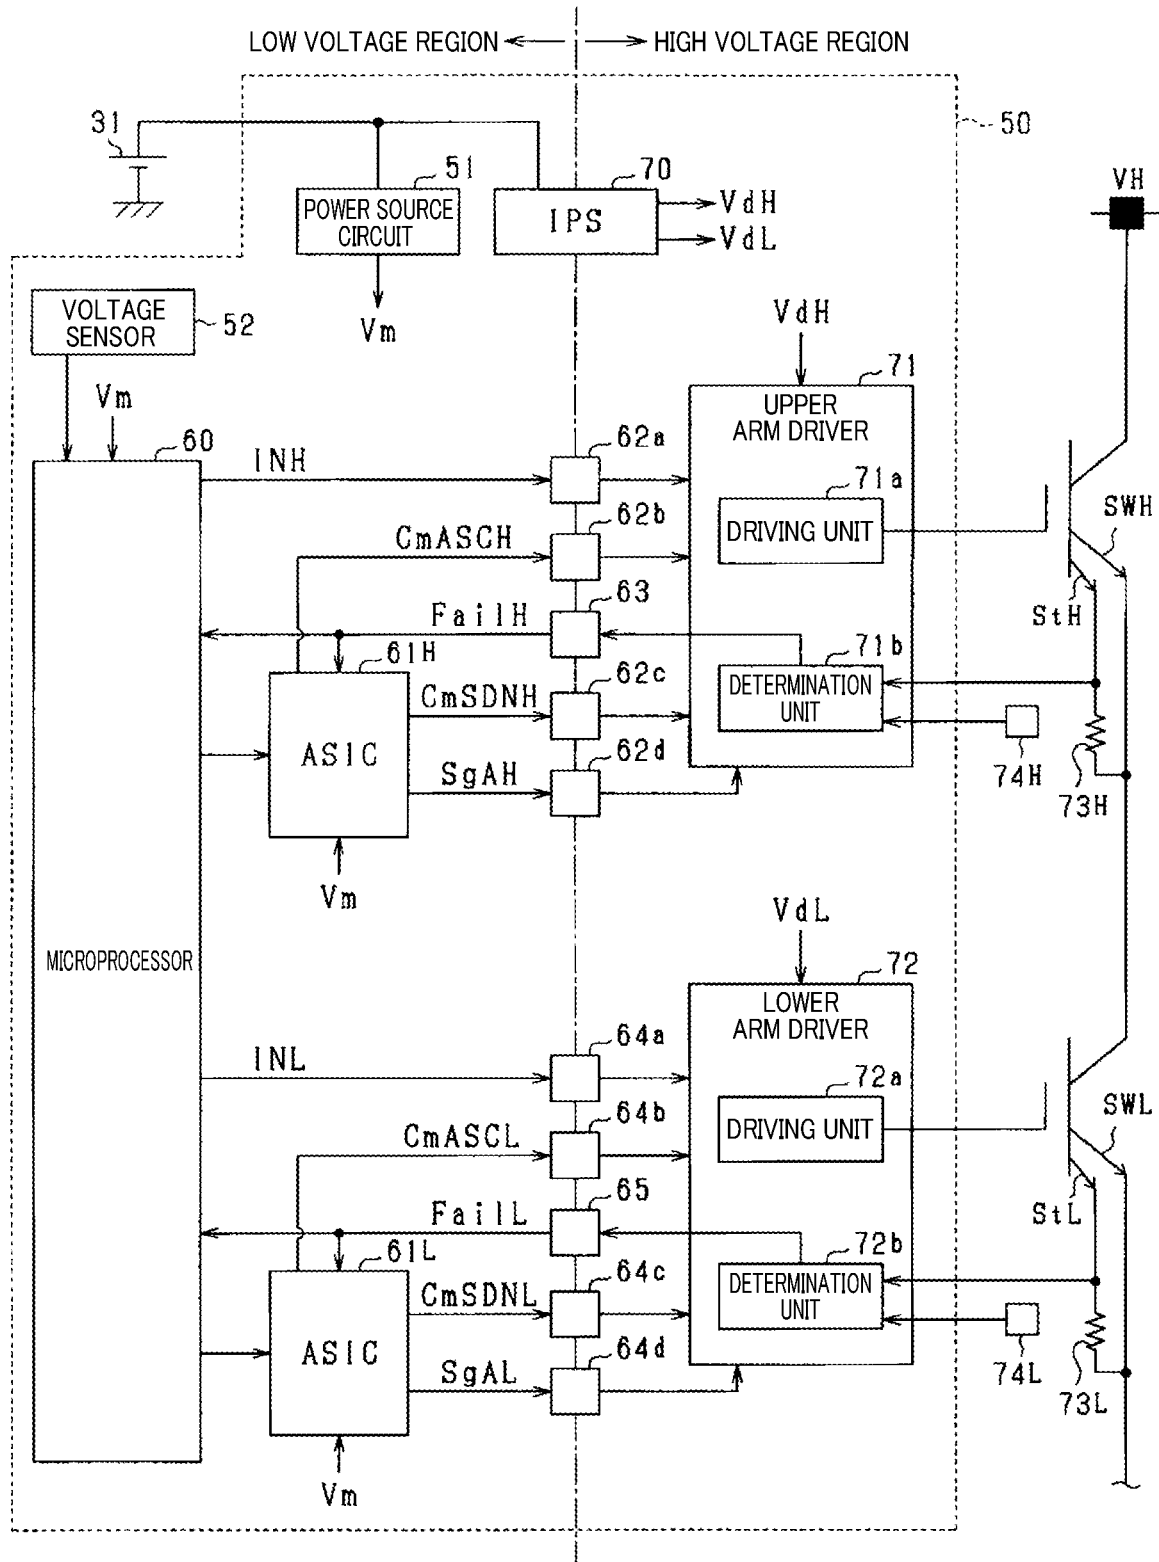 LOW VOLTAGE REGION
HIGH VOLTAGE REGION
31
50
51
70
POWER SOURCE
CIRCUIT
IPS
VdH
VdL
VH
Vm
VOLTAGE
SENSOR
52
Vm
60
VdH
71
UPPER
ARM DRIVER
INH
62a
71a
DRIVING UNIT
SWH
CmASCH
62b
StH
FailH
63
71b
61H
DETERMINATION
UNIT
CmSDNH
62c
ASIC
SgAH
62d
74H
73H
Vm
MICROPROCESSOR
VdL
72
LOWER
ARM DRIVER
INL
64a
72a
DRIVING UNIT
SWL
CmASCL
64b
StL
FailL
65
72b
61L
DETERMINATION
UNIT
CmSDNL
64c
ASIC
SgAL
64d
74L
73L
Vm